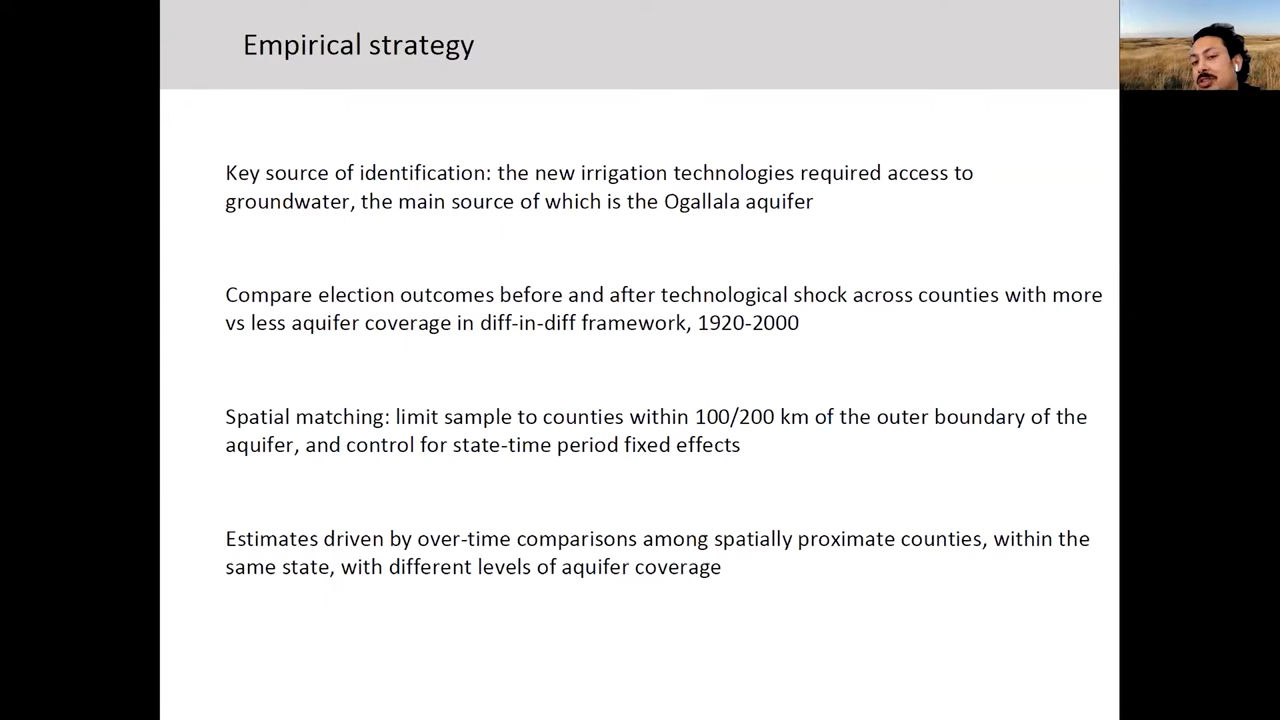 Empirical strategy
Key source of identification: the new irrigation technologies required access to
groundwater, the main source of which is the Ogallala aquifer
Compare election outcomes before and after technological shock across counties with more
vs less aquifer coverage in diff-in-diff framework, 1920-2000
Spatial matching: limit sample to counties within 100/200 km of the outer boundary of the
aquifer, and control for state-time period fixed effects
Estimates driven by over-time comparisons among spatially proximate counties, within the
same state, with different levels of aquifer coverage